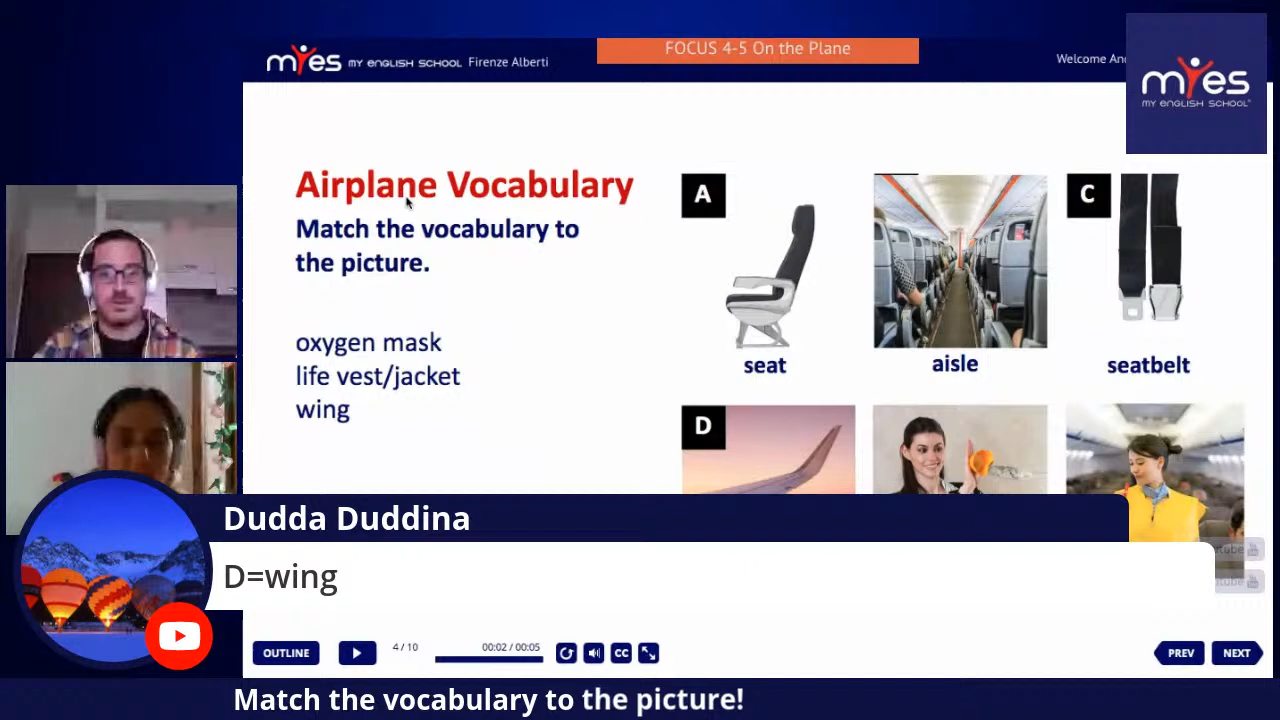 myes MY ENGLISH SCHOOL Firenze Alberti
FOCUS 4-5 On the Plane
Welcome
myes
MY ENGLISH SCHOOL
Airplane Vocabulary
Match the vocabulary to
the picture.
oxygen mask
life vest/jacket
wing
A
seat
aisle
C
seatbelt
D
Dudda Duddina
D=wing
OUTLINE
4 / 10
00:02 / 00:05
CC
PREV
NEXT
Match the vocabulary to the picture!